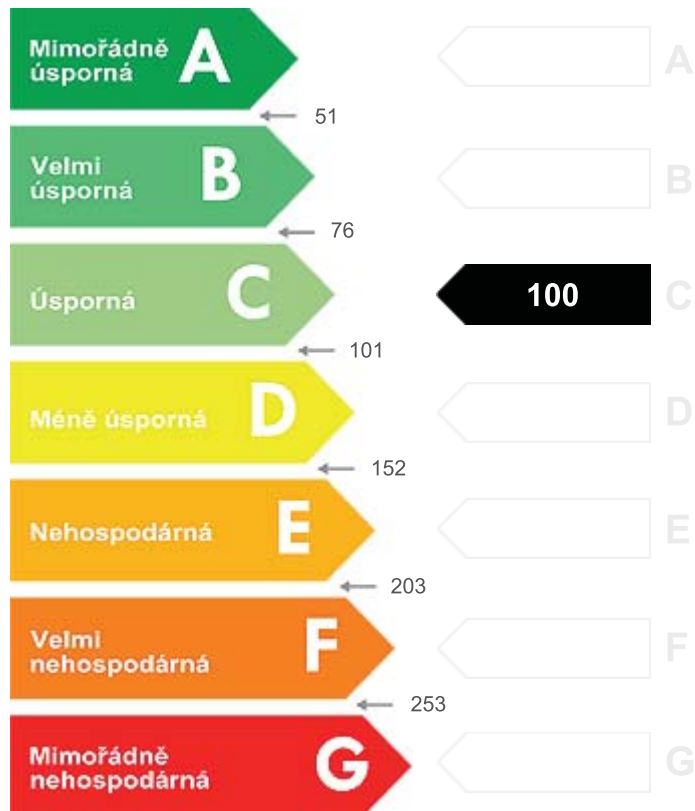 Mimořádně
úsporná
A
A
51
Velmi
úsporná
B
B
76
Úsporná
C
100
C
101
Méně úsporná
D
D
152
Nehospodárná
E
E
203
Velmi
nehospodárná
F
F
253
Mimořádně
nehospodárná
G
G